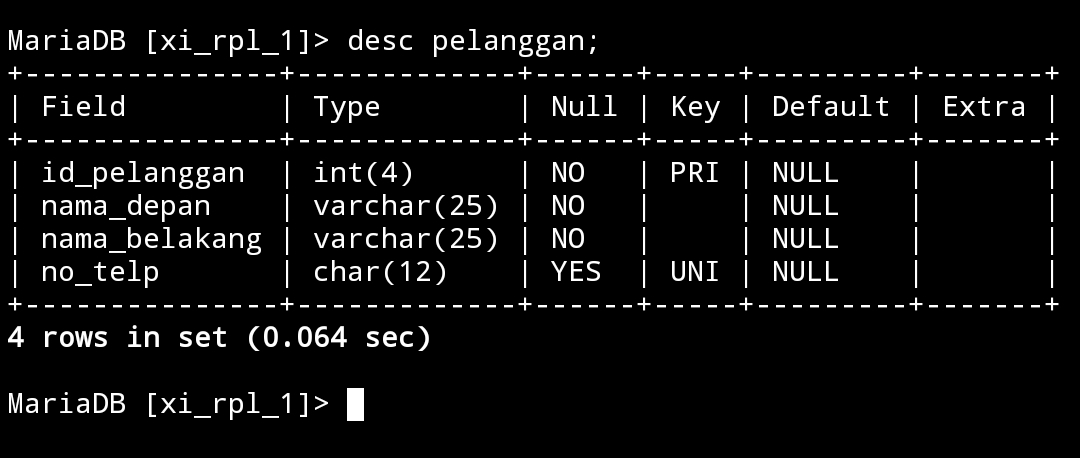 MariaDB [xi_rpl_1]> desc pelanggan;
+---------------+-------------+------+-----+---------+-------+
| Field         | Type        | Null | Key | Default | Extra |
+---------------+-------------+------+-----+---------+-------+
| id_pelanggan  | int(4)      | NO   | PRI | NULL    |       |
| nama_depan    | varchar(25) | NO   |     | NULL    |       |
| nama_belakang | varchar(25) | NO   |     | NULL    |       |
| no_telp       | char(12)    | YES  | UNI | NULL    |       |
+---------------+-------------+------+-----+---------+-------+
4 rows in set (0.064 sec)
MariaDB [xi_rpl_1]>